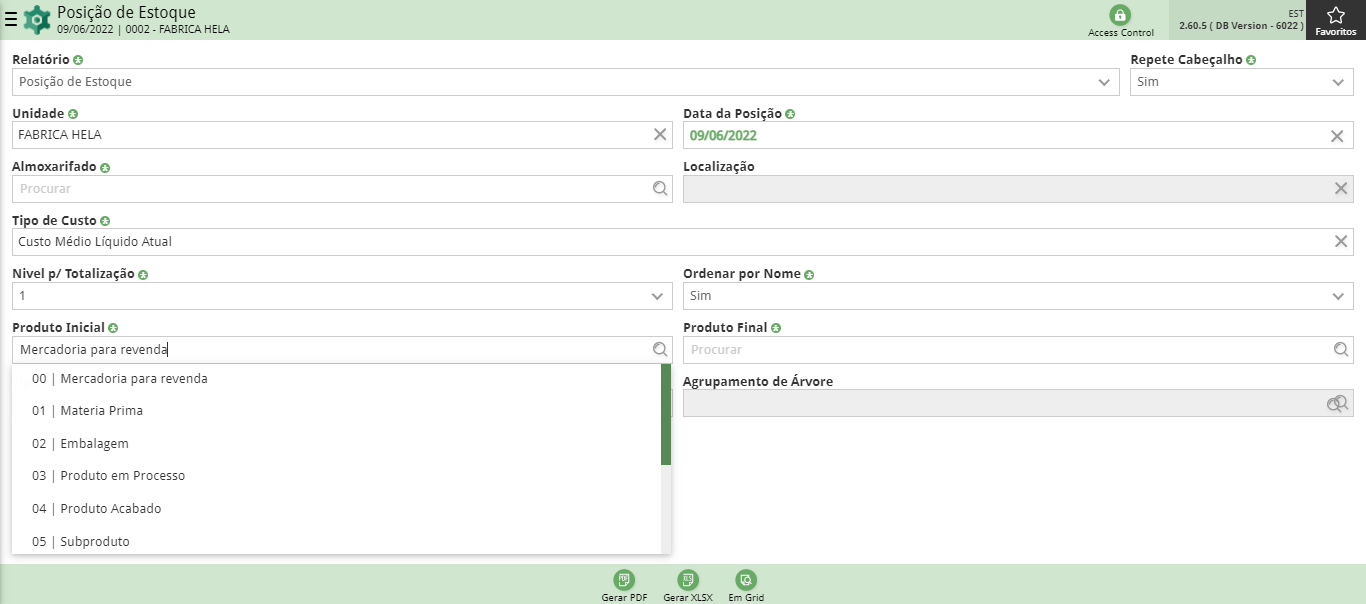 Posição de Estoque
09/06/2022 | 0002 - FABRICA HELA
Access Control
EST
2.60.5 ( DB Version - 6022 )
Favoritos
Relatório
Repete Cabeçalho
Posição de Estoque
Sim
Unidade
Data da Posição
FABRICA HELA
09/06/2022
Almoxarifado
Localização
Procurar
Tipo de Custo
Custo Médio Líquido Atual
Nivel p/ Totalização
Ordenar por Nome
1
Sim
Produto Inicial
Produto Final
Mercadoria para revenda
Procurar
00 | Mercadoria para revenda
Agrupamento de Árvore
01 | Materia Prima
02 | Embalagem
03 | Produto em Processo
04 | Produto Acabado
05 | Subproduto
PDF
XLS
Gerar PDF
Gerar XLSX
Em Grid